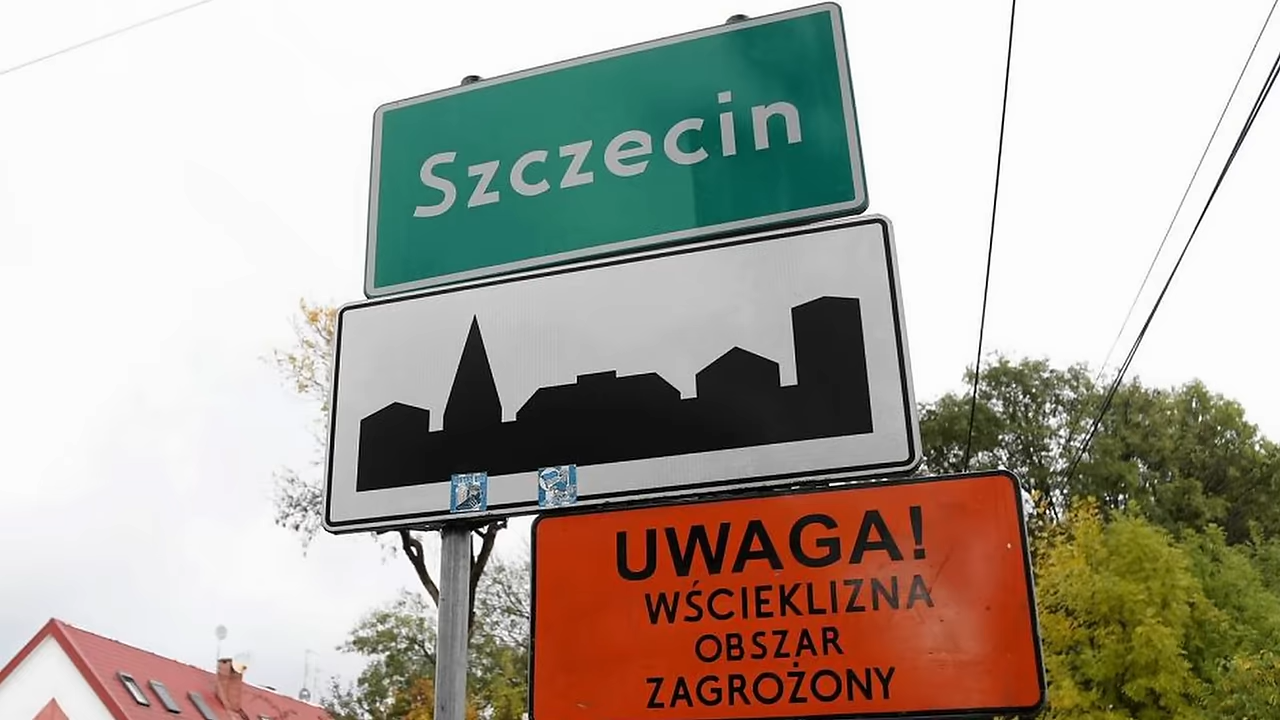 Szczecin
UWAGA!
WŚCIEKLIZNA
OBSZAR
ZAGROŻONY